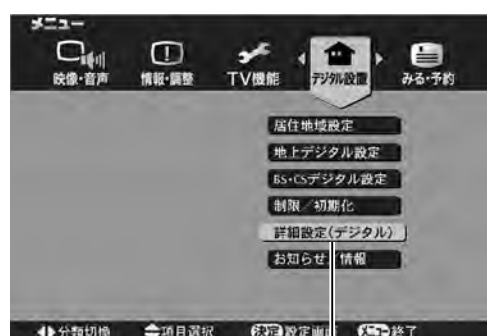 メニュー
映像・音声 情報・調整 TV機能 デジタル設置 みる・予約
居住地域設定
地上デジタル設定
BS・CSデジタル設定
制限／初期化
詳細設定(デジタル)
お知らせ／情報
分類切換 項目選択 決定 設定画面 メニュー 終了